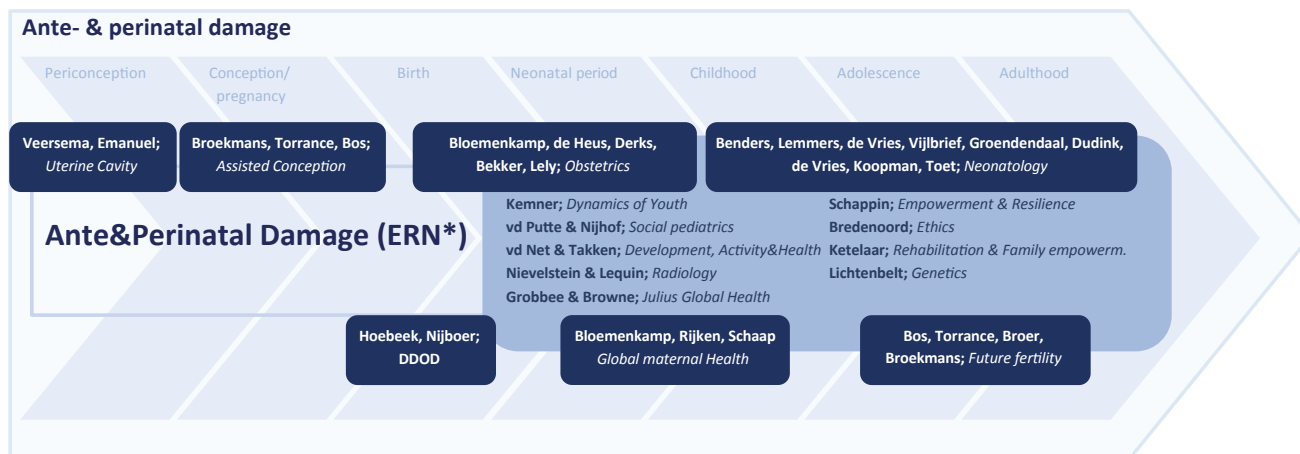 Ante- & perinatal damage
Periconception
Conception/
pregnancy
Birth
Neonatal period
Childhood
Adolescence
Adulthood
Veersema, Emanuel;
Uterine Cavity
Broekmans, Torrance, Bos;
Assisted Conception
Bloemenkamp, de Heus, Derks,
Bekker, Lely; Obstetrics
Benders, Lemmers, de Vries, Vijlbrief, Groendendaal, Dudink,
de Vries, Koopman, Toet; Neonatology
Ante&Perinatal Damage (ERN*)
Kemner; Dynamics of Youth
vd Putte & Nijhof; Social pediatrics
vd Net & Takken; Development, Activity&Health
Nievelstein & Lequin; Radiology
Grobbee & Browne; Julius Global Health
Schappin; Empowerment & Resilience
Bredenoord; Ethics
Ketelaar; Rehabilitation & Family empowerm.
Lichtenbelt; Genetics
Hoebeek, Nijboer;
DDOD
Bloemenkamp, Rijken, Schaap
Global maternal Health
Bos, Torrance, Broer,
Broekmans; Future fertility